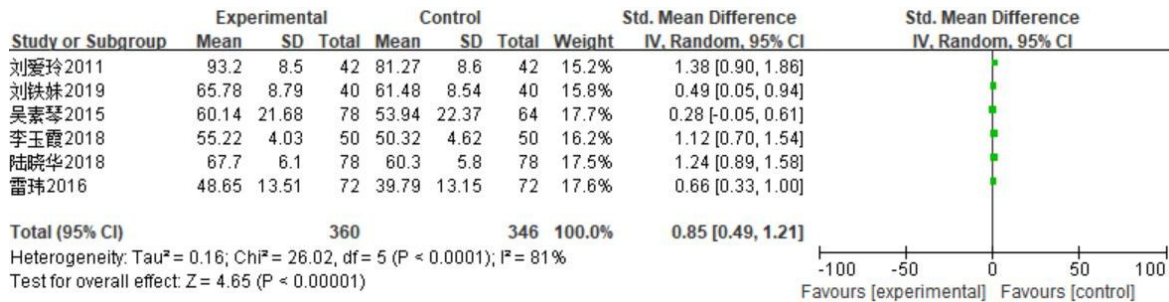 Experimental Control Std. Mean Difference Std. Mean Difference
Study or Subgroup Mean SD Total Mean SD Total Weight IV, Random, 95% CI IV, Random, 95% CI
刘爱玲2011 93.2 8.5 42 81.27 8.6 42 15.2% 1.38 [0.90, 1.86]
刘铁妹2019 65.78 8.79 40 61.48 8.54 40 15.8% 0.49 [0.05, 0.94]
吴素琴2015 60.14 21.68 78 53.94 22.37 64 17.7% 0.28 [-0.05, 0.61]
李玉霞2018 55.22 4.03 50 50.32 4.62 50 16.2% 1.12 [0.70, 1.54]
陆晓华2018 67.7 6.1 78 60.3 5.8 78 17.5% 1.24 [0.89, 1.58]
雷玮2016 48.65 13.51 72 39.79 13.15 72 17.6% 0.66 [0.33, 1.00]
Total (95% CI) 360 346 100.0% 0.85 [0.49, 1.21]
Heterogeneity: Tau² = 0.16; Chi² = 26.02, df = 5 (P < 0.0001); I² = 81%
Test for overall effect: Z = 4.65 (P < 0.00001)
-100 -50 0 50 100
Favours [experimental] Favours [control]